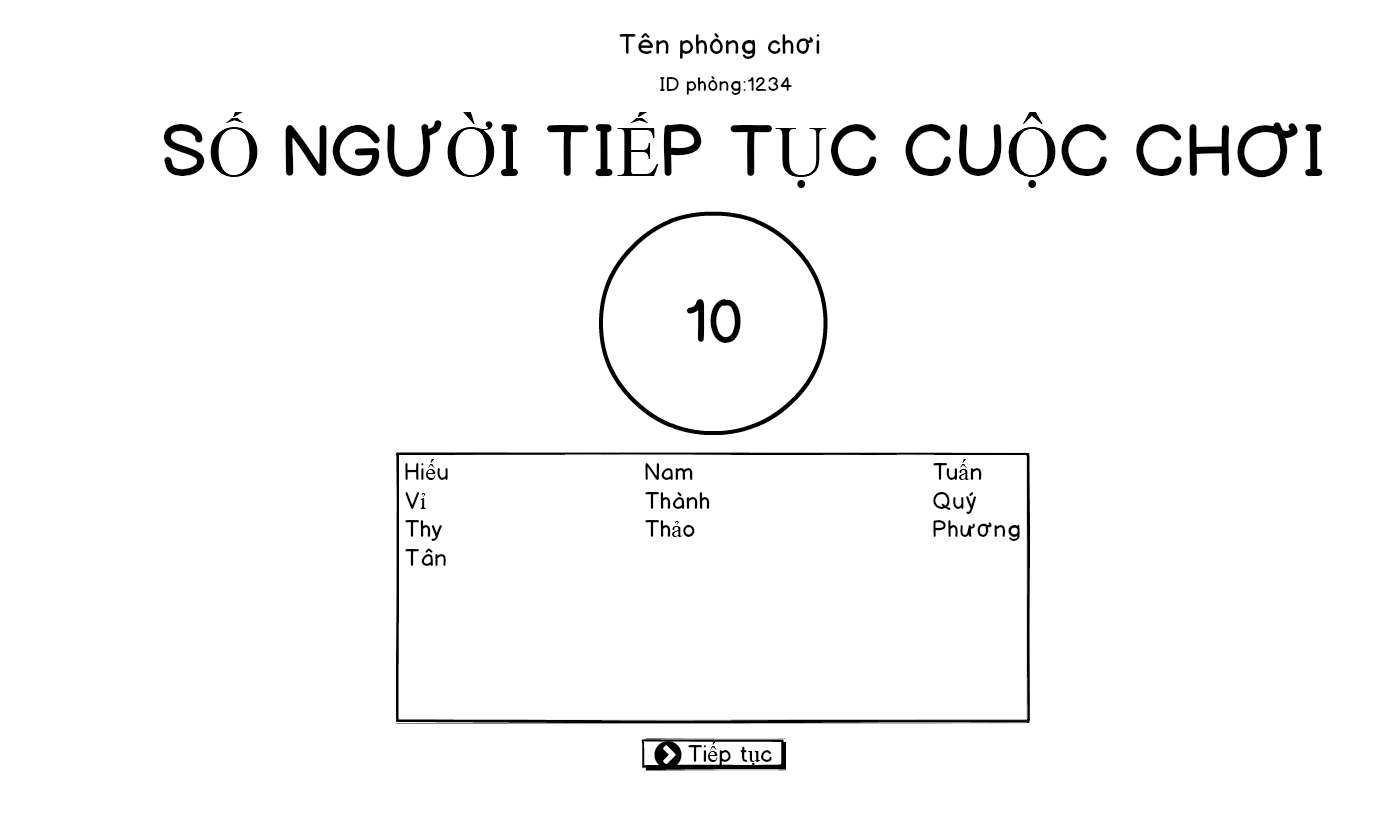 Tên phòng chơi
ID phòng:1234
SỐ NGƯỜI TIẾP TỤC CUỘC CHƠI
10
Hiếu Nam Tuấn
Vỉ Thành Quý
Thy Thảo Phương
Tân
Tiếp tục